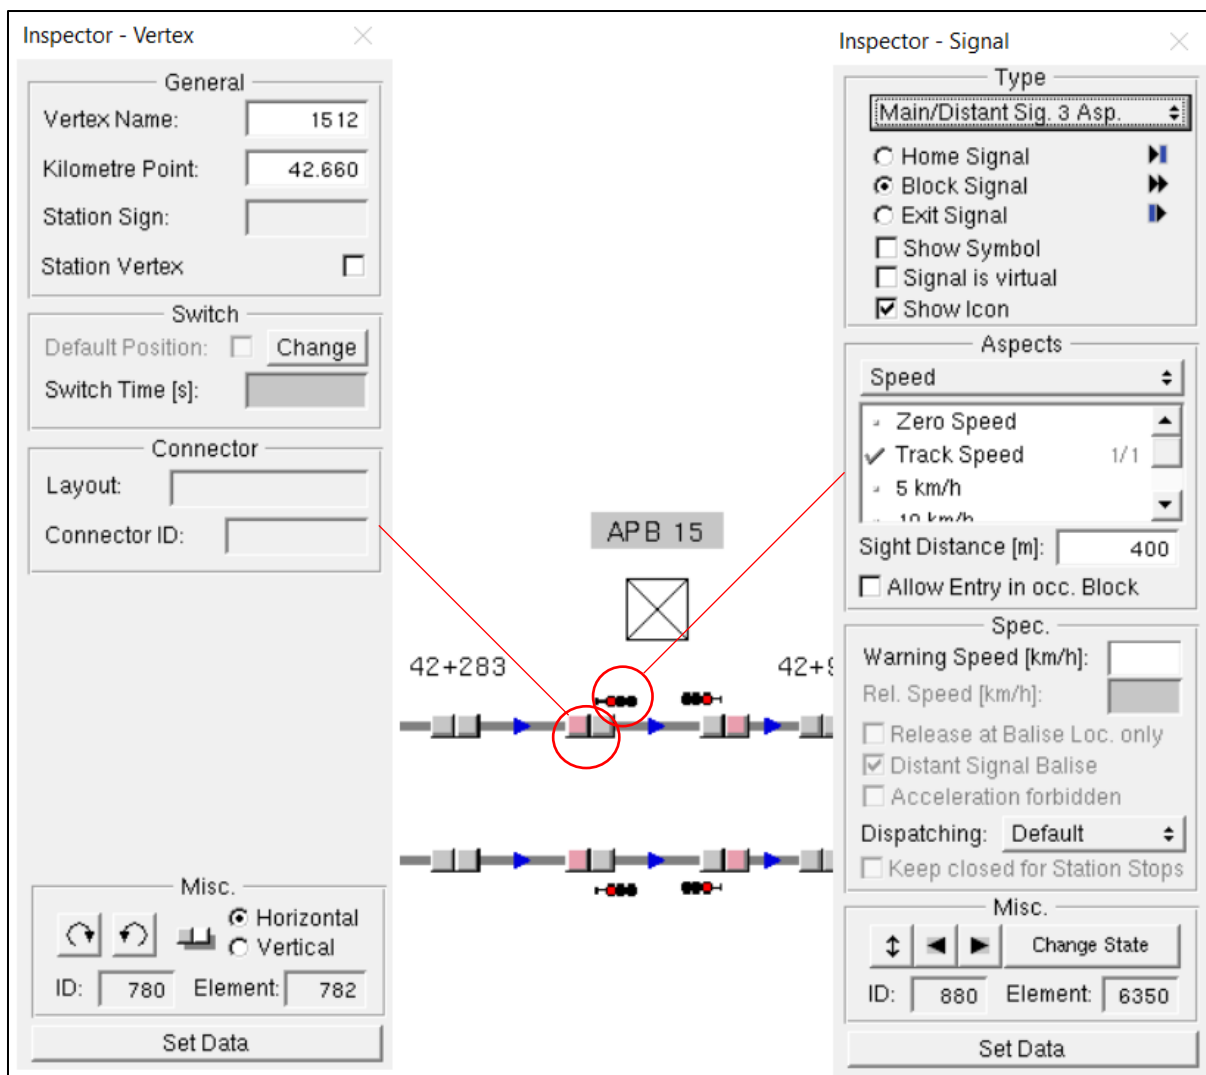 Inspector - Vertex
General
Vertex Name: 1512
Kilometre Point: 42.660
Station Sign:
Station Vertex
Switch
Default Position: Change
Switch Time [s]:
Connector
Layout:
Connector ID:
Misc.
Horizontal
Vertical
ID: 780 Element: 782
Set Data
APB 15
42+283
42+9
Inspector - Signal
Type
Main/Distant Sig. 3 Asp.
Home Signal
Block Signal
Exit Signal
Show Symbol
Signal is virtual
Show Icon
Aspects
Speed
Zero Speed
Track Speed 1/1
5 km/h
10 km/h
Sight Distance [m]: 400
Allow Entry in occ. Block
Spec.
Warning Speed [km/h]:
Rel. Speed [km/h]:
Release at Balise Loc. only
Distant Signal Balise
Acceleration forbidden
Dispatching: Default
Keep closed for Station Stops
Misc.
Change State
ID: 880 Element: 6350
Set Data